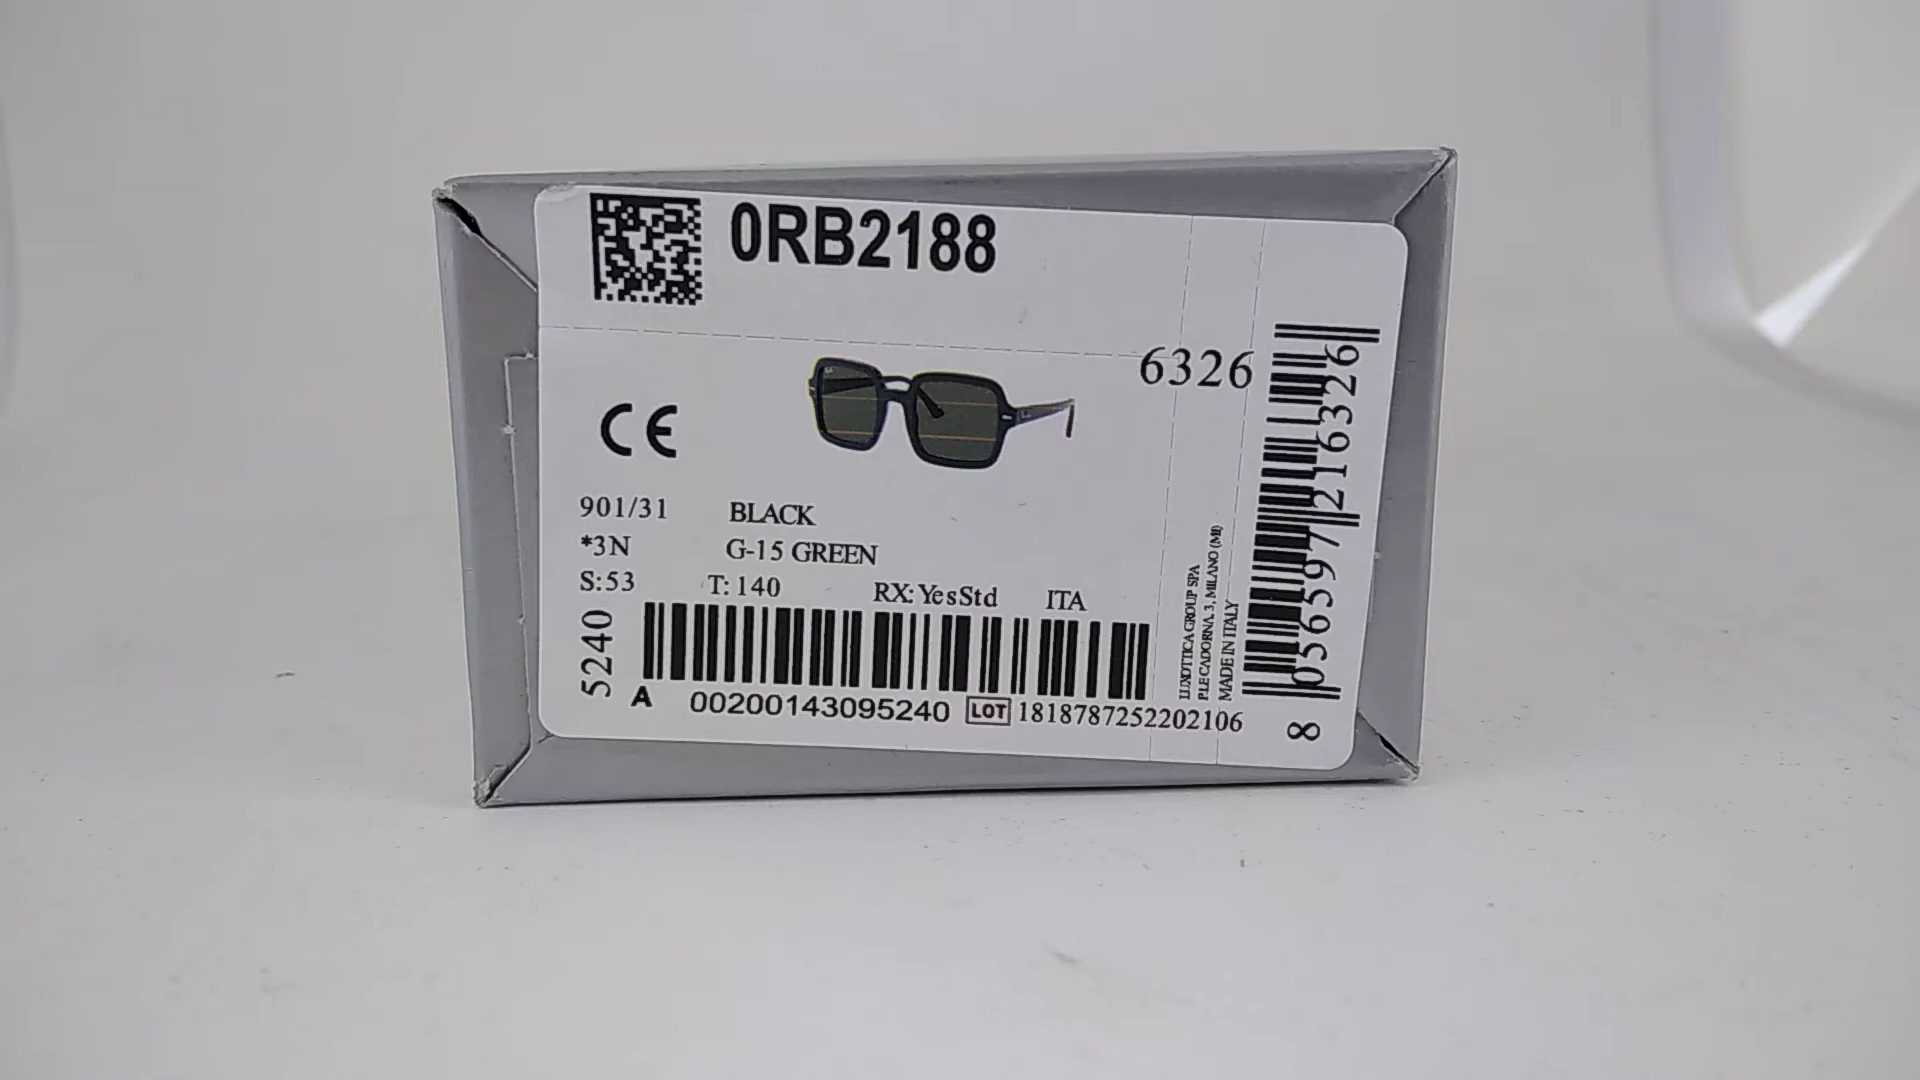 0RB2188
6326
CE
901/31 BLACK
*3N G-15 GREEN
S:53 T: 140 RX: YesStd ITA
5240
A 00200143095240 LOT 1818787252202106
LUXOTTICA GROUP SPA
P.LE CADORNA, 3, MILANO (MI)
MADE IN ITALY
8 056597 216326